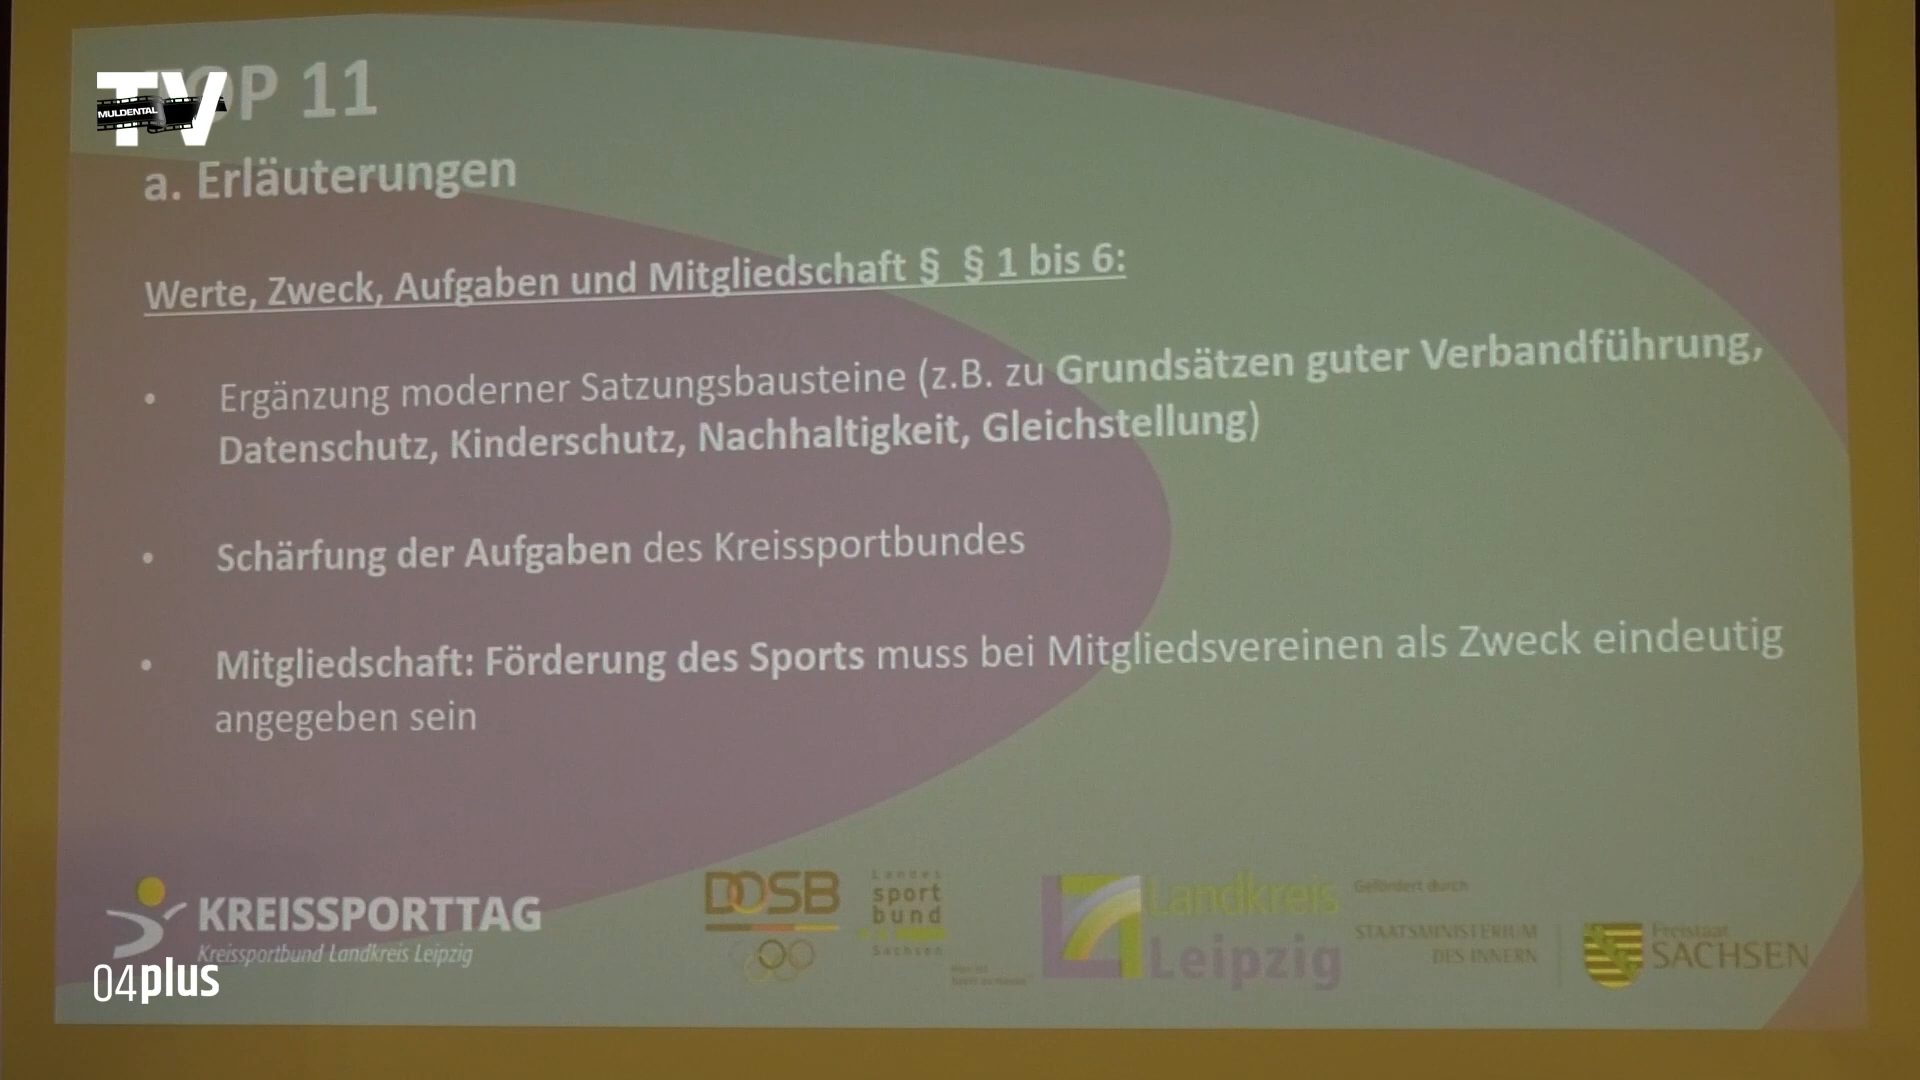 TV
MULDENTAL
TOP 11
a. Erläuterungen
Werte, Zweck, Aufgaben und Mitgliedschaft § § 1 bis 6:
• Ergänzung moderner Satzungsbausteine (z.B. zu Grundsätzen guter Verbandführung,
Datenschutz, Kinderschutz, Nachhaltigkeit, Gleichstellung)
• Schärfung der Aufgaben des Kreissportbundes
• Mitgliedschaft: Förderung des Sports muss bei Mitgliedsvereinen als Zweck eindeutig
angegeben sein
KREISSPORTTAG
Kreissportbund Landkreis Leipzig
04plus
DOSB
Landes
sport
bund
Sachsen
Landkreis
Leipzig
Gefördert durch
STAATSMINISTERIUM
DES INNERN
Freistaat
SACHSEN